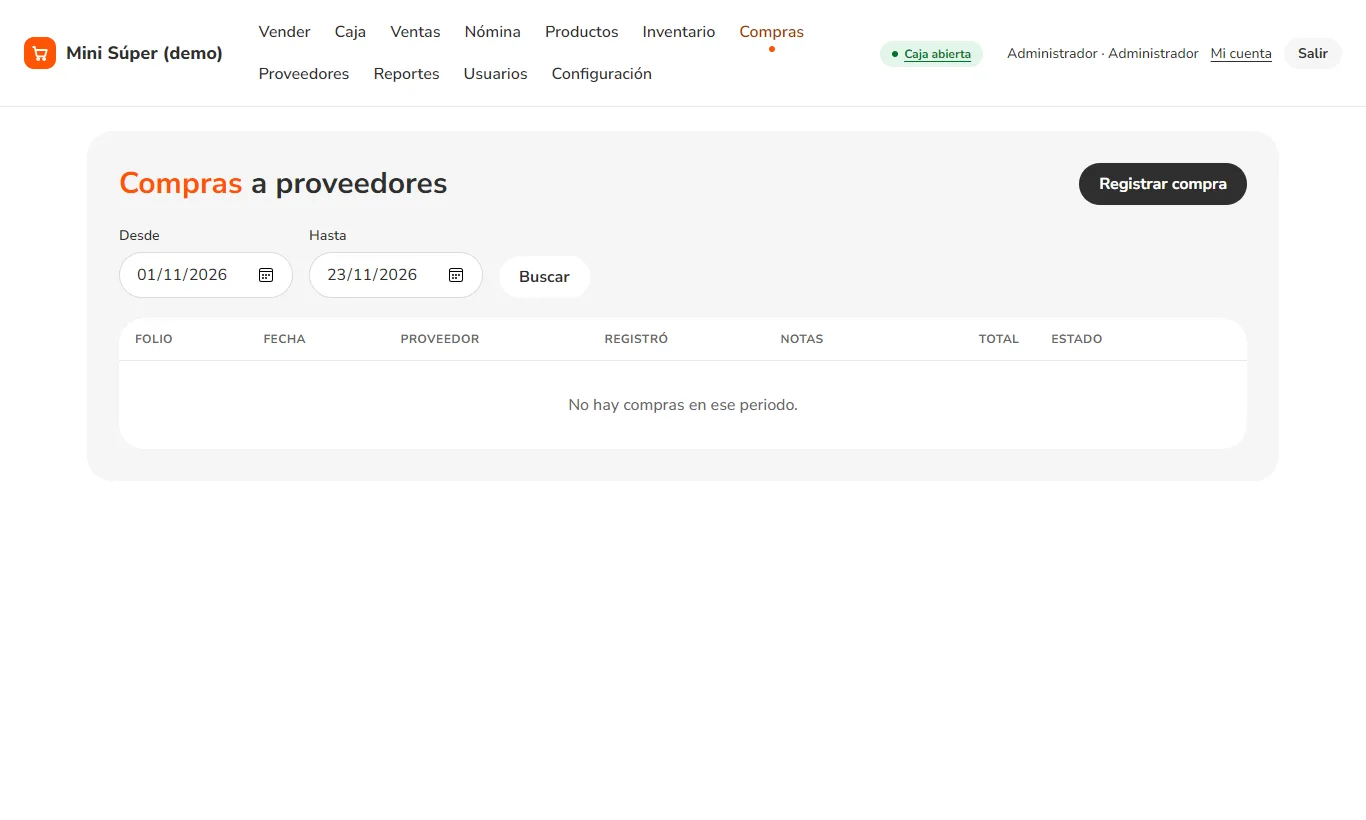 Mini Súper (demo)
Vender Caja Ventas Nómina Productos Inventario Compras
Proveedores Reportes Usuarios Configuración
Caja abierta
Administrador · Administrador Mi cuenta Salir
Compras a proveedores
Registrar compra
Desde Hasta
01/11/2026 23/11/2026 Buscar
FOLIO FECHA PROVEEDOR REGISTRÓ NOTAS TOTAL ESTADO
No hay compras en ese periodo.